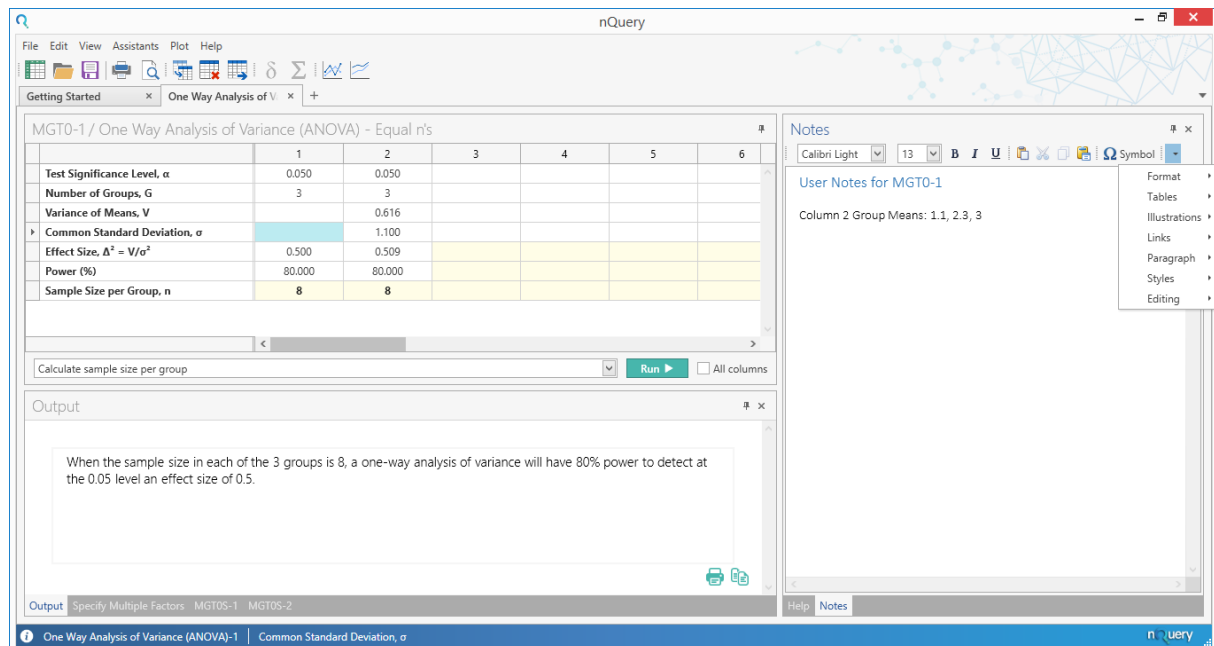 nQuery
File Edit View Assistants Plot Help
δ Σ
Getting Started × One Way Analysis of V × +
MGT0-1 / One Way Analysis of Variance (ANOVA) - Equal n's
1 2 3 4 5 6
Test Significance Level, α 0.050 0.050
Number of Groups, G 3 3
Variance of Means, V 0.616
Common Standard Deviation, σ 1.100
Effect Size, Δ² = V/σ² 0.500 0.509
Power (%) 80.000 80.000
Sample Size per Group, n 8 8
Calculate sample size per group Run All columns
Output
When the sample size in each of the 3 groups is 8, a one-way analysis of variance will have 80% power to detect at
the 0.05 level an effect size of 0.5.
Output Specify Multiple Factors MGT0S-1 MGT0S-2
Notes
Calibri Light 13 B I U Ω Symbol
User Notes for MGT0-1
Column 2 Group Means: 1.1, 2.3, 3
Format
Tables
Illustrations
Links
Paragraph
Styles
Editing
Help Notes
One Way Analysis of Variance (ANOVA)-1 Common Standard Deviation, σ
nQuery